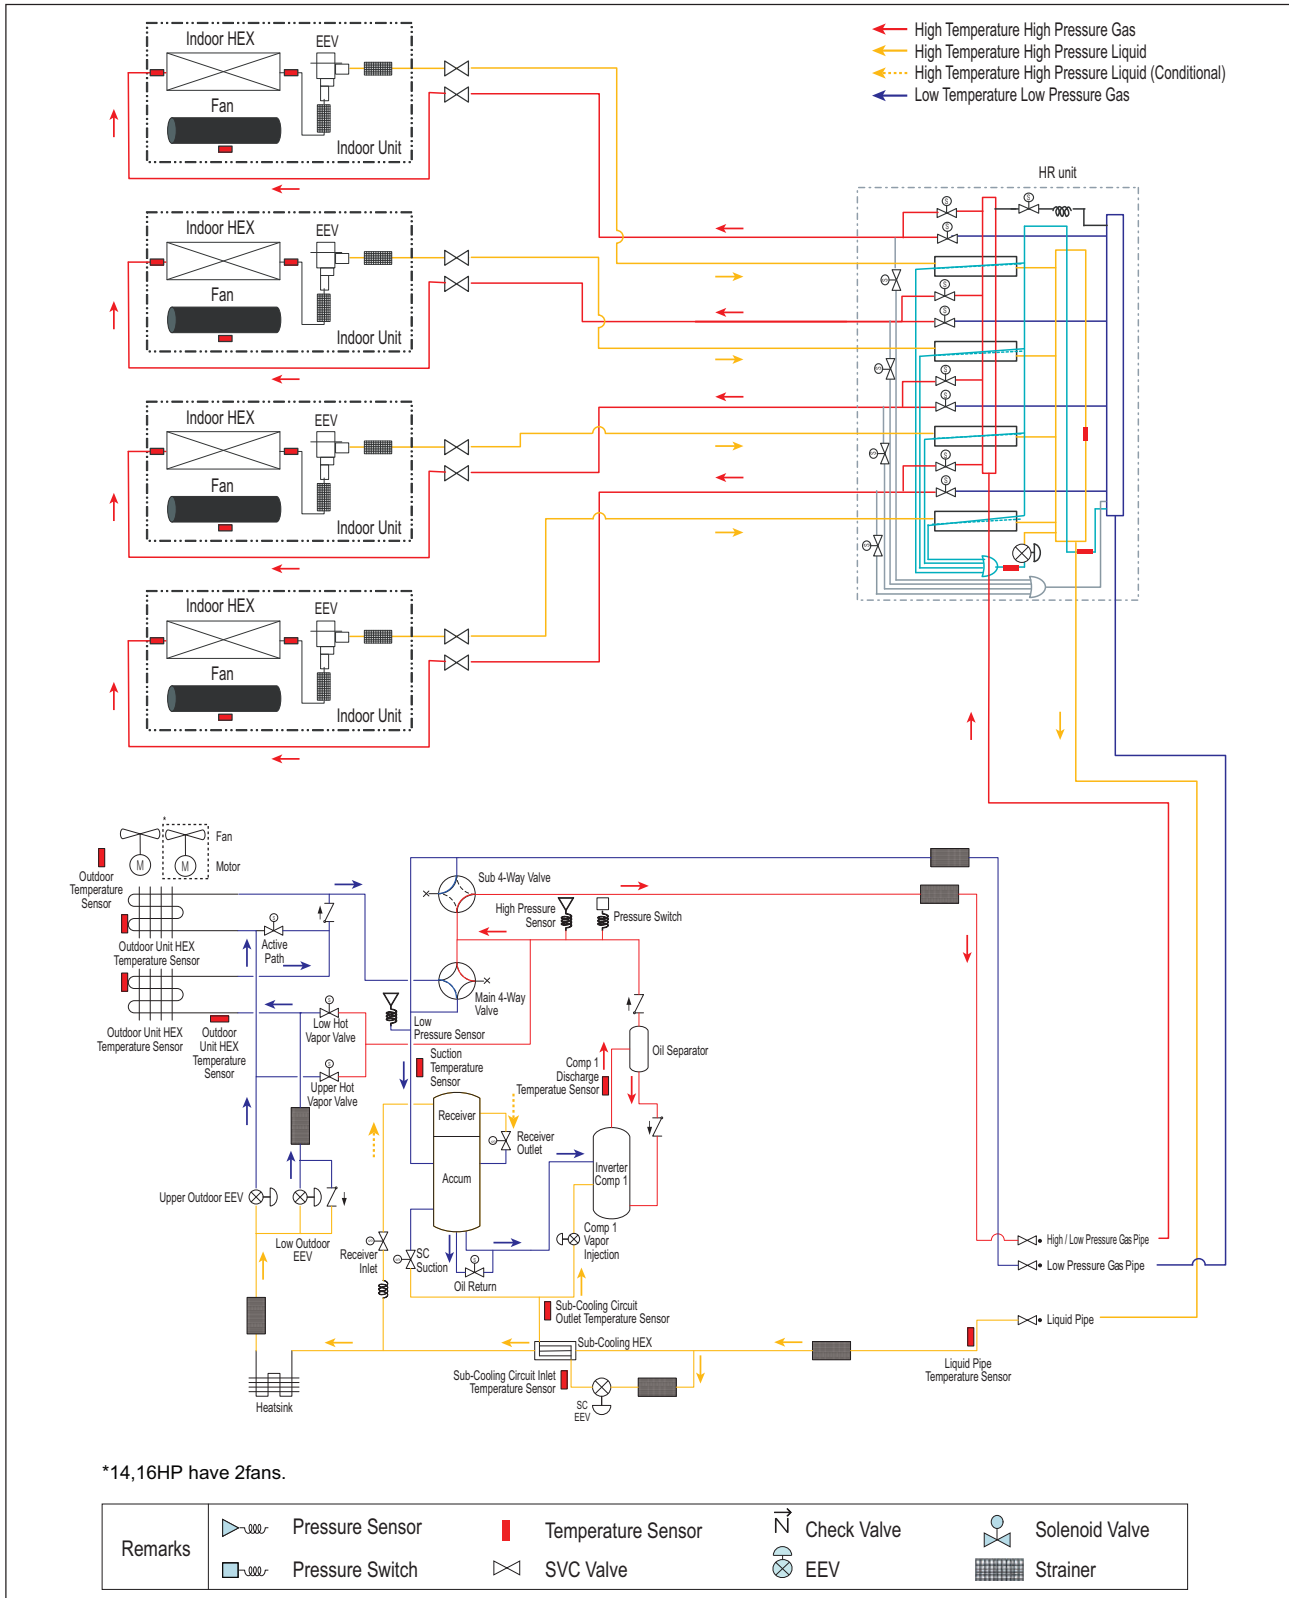 High Temperature High Pressure Gas
High Temperature High Pressure Liquid
High Temperature High Pressure Liquid (Conditional)
Low Temperature Low Pressure Gas
Indoor HEX
EEV
Fan
Indoor Unit
HR unit
S
S
S
S
S
S
S
S
S
S
S
S
S
Indoor HEX
EEV
Fan
Indoor Unit
Indoor HEX
EEV
Fan
Indoor Unit
Indoor HEX
EEV
Fan
Indoor Unit
*
Fan
M
M
Motor
Outdoor
Temperature
Sensor
Sub 4-Way Valve
High Pressure
Sensor
Pressure Switch
S
Outdoor Unit HEX
Temperature Sensor
Active
Path
Main 4-Way
Valve
Outdoor Unit HEX
Temperature Sensor
Outdoor
Unit HEX
Temperature
Sensor
S
Low Hot
Vapor Valve
S
Upper Hot
Vapor Valve
Low
Pressure Sensor
Suction
Temperature
Sensor
Oil Separator
Comp 1
Discharge
Temperatue Sensor
Receiver
S
Receiver
Outlet
Accum
Inverter
Comp 1
Upper Outdoor EEV
Low Outdoor
EEV
S
Receiver
Inlet
S
SC
Suction
S
Oil Return
Comp 1
Vapor
Injection
High / Low Pressure Gas Pipe
Low Pressure Gas Pipe
Liquid Pipe
Sub-Cooling Circuit
Outlet Temperature Sensor
Sub-Cooling HEX
Liquid Pipe
Temperature Sensor
Sub-Cooling Circuit Inlet
Temperature Sensor
SC
EEV
Heatsink
*14,16HP have 2fans.
Remarks
Pressure Sensor
Temperature Sensor
Check Valve
Solenoid Valve
Pressure Switch
SVC Valve
EEV
Strainer